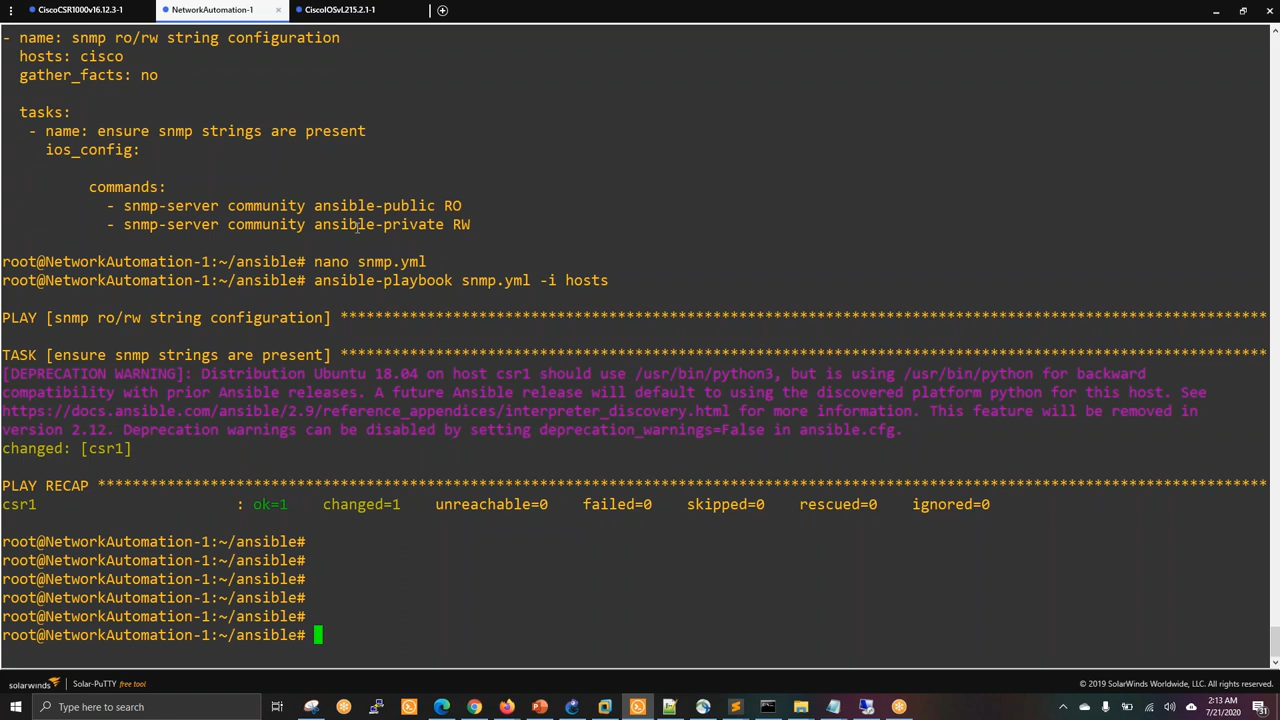 CiscoCSR1000v16.12.3-1
NetworkAutomation-1
CiscoIOSvL215.2.1-1
- name: snmp ro/rw string configuration
hosts: cisco
gather_facts: no
tasks:
- name: ensure snmp strings are present
ios_config:
commands:
- snmp-server community ansible-public RO
- snmp-server community ansible-private RW
root@NetworkAutomation-1:~/ansible# nano snmp.yml
root@NetworkAutomation-1:~/ansible# ansible-playbook snmp.yml -i hosts
PLAY [snmp ro/rw string configuration] ***********************************************************************************************************
TASK [ensure snmp strings are present] ***********************************************************************************************************
[DEPRECATION WARNING]: Distribution Ubuntu 18.04 on host csr1 should use /usr/bin/python3, but is using /usr/bin/python for backward
compatibility with prior Ansible releases. A future Ansible release will default to using the discovered platform python for this host. See
https://docs.ansible.com/ansible/2.9/reference_appendices/interpreter_discovery.html for more information. This feature will be removed in
version 2.12. Deprecation warnings can be disabled by setting deprecation_warnings=False in ansible.cfg.
changed: [csr1]
PLAY RECAP ***************************************************************************************************************************************
csr1 : ok=1 changed=1 unreachable=0 failed=0 skipped=0 rescued=0 ignored=0
root@NetworkAutomation-1:~/ansible#
root@NetworkAutomation-1:~/ansible#
root@NetworkAutomation-1:~/ansible#
root@NetworkAutomation-1:~/ansible#
root@NetworkAutomation-1:~/ansible#
root@NetworkAutomation-1:~/ansible#
solarwinds Solar-PuTTY free tool
© 2019 SolarWinds Worldwide, LLC. All rights reserved.
Type here to search
2:13 AM
7/21/2020